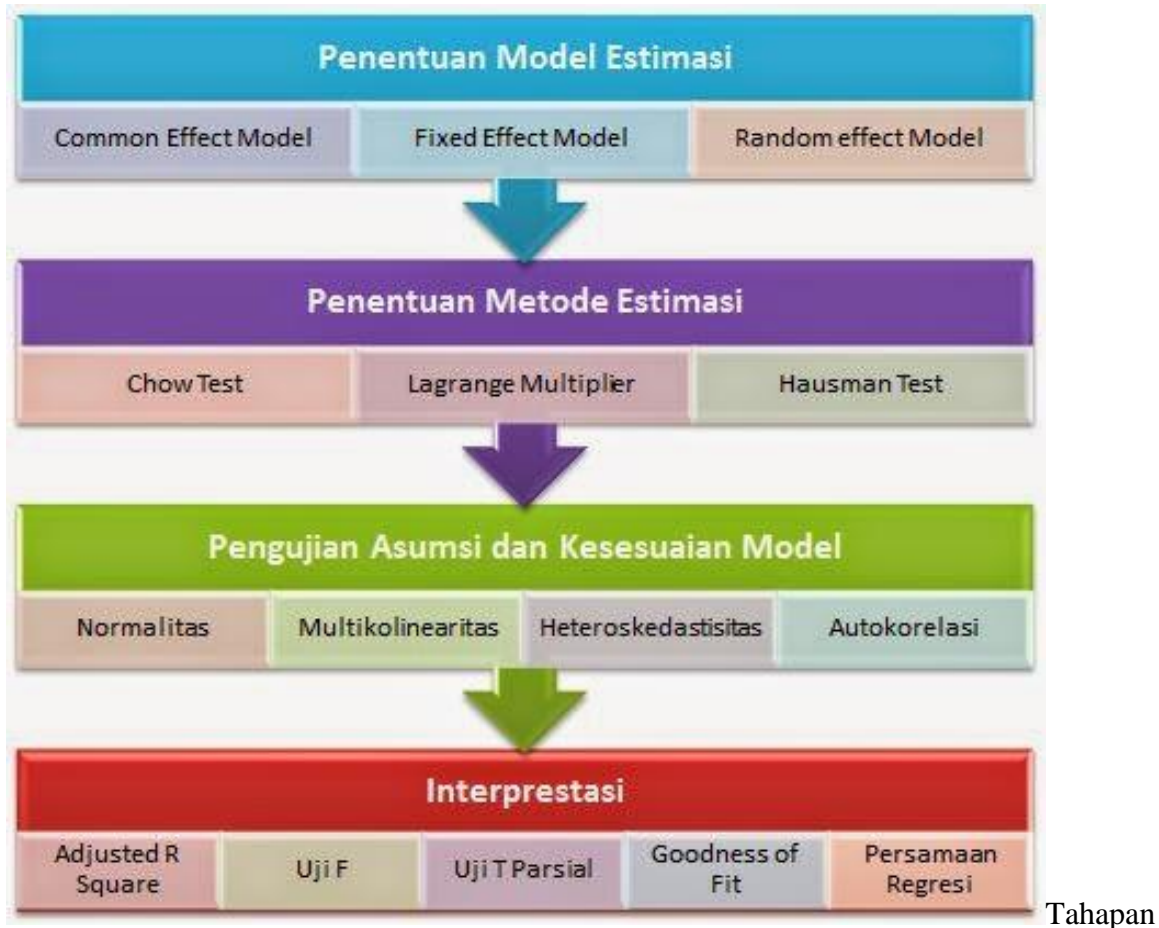 Penentuan Model Estimasi
Common Effect Model
Fixed Effect Model
Random effect Model
Penentuan Metode Estimasi
Chow Test
Lagrange Multiplier
Hausman Test
Pengujian Asumsi dan Kesesuaian Model
Normalitas
Multikolinearitas
Heteroskedastisitas
Autokorelasi
Interprestasi
Adjusted R
Square
Uji F
Uji T Parsial
Goodness of
Fit
Persamaan
Regresi
Tahapan